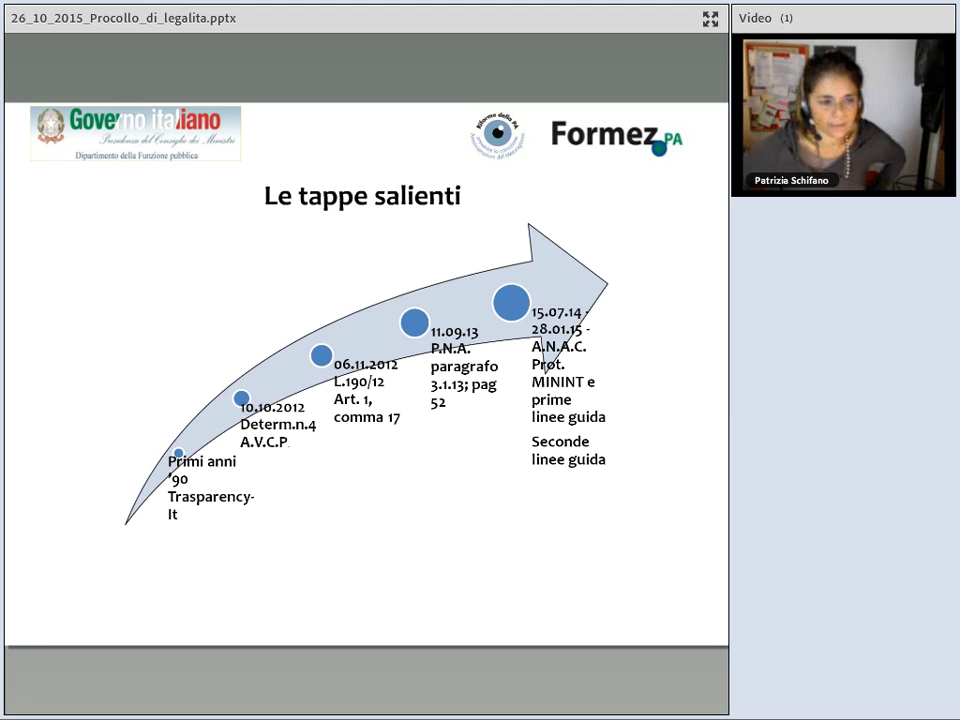 26_10_2015_Procollo_di_legalita.pptx
Video (1)
Governo italiano
Presidenza del Consiglio dei Ministri
Dipartimento della Funzione pubblica
Riforma della PA
Formez PA
Patrizia Schifano
Le tappe salienti
Primi anni
'90
Trasparency-
It
10.10.2012
Determ.n.4
A.V.C.P.
06.11.2012
L.190/12
Art. 1,
comma 17
11.09.13
P.N.A.
paragrafo
3.1.13; pag
52
15.07.14 -
28.01.15 -
A.N.A.C.
Prot.
MININT e
prime
linee guida
Seconde
linee guida